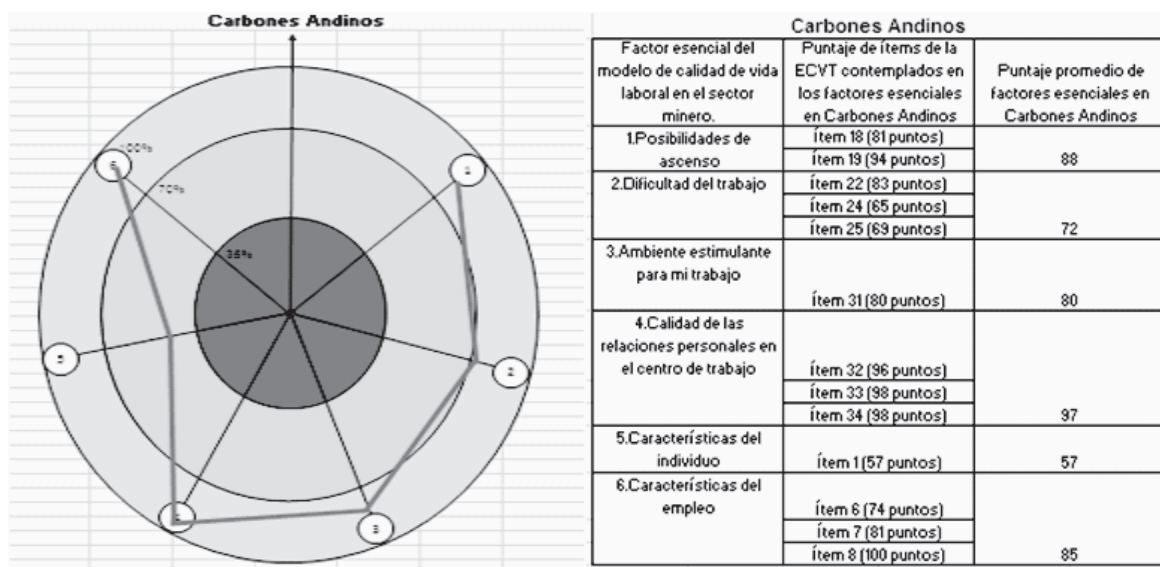 Carbones Andinos
100%
70%
35%
6
1
5
2
4
3
Carbones Andinos
Factor esencial del
modelo de calidad de vida
laboral en el sector
minero.
Puntaje de ítems de la
ECVT contemplados en
los factores esenciales
en Carbones Andinos
Puntaje promedio de
factores esenciales en
Carbones Andinos
1.Posibilidades de
ascenso
Ítem 18 (81 puntos)
Ítem 19 (94 puntos)
88
2.Dificultad del trabajo
Ítem 22 (83 puntos)
Ítem 24 (65 puntos)
Ítem 25 (69 puntos)
72
3.Ambiente estimulante
para mi trabajo
Ítem 31 (80 puntos)
80
4.Calidad de las
relaciones personales en
el centro de trabajo
Ítem 32 (96 puntos)
Ítem 33 (98 puntos)
Ítem 34 (98 puntos)
97
5.Características del
individuo
Ítem 1 (57 puntos)
57
6.Características del
empleo
Ítem 6 (74 puntos)
Ítem 7 (81 puntos)
Ítem 8 (100 puntos)
85